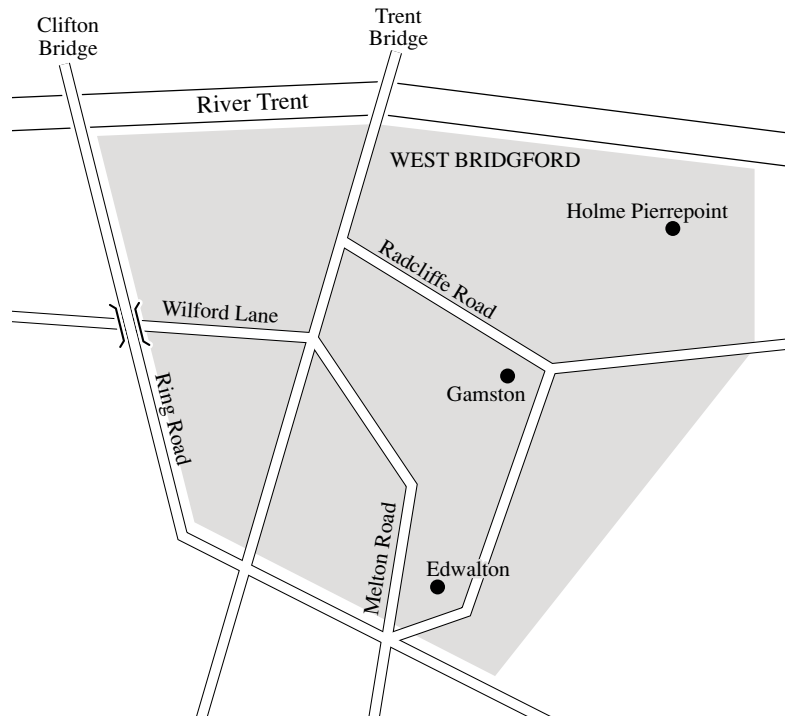 Clifton
Bridge
Trent
Bridge
River Trent
WEST BRIDGFORD
Holme Pierrepoint
Radcliffe Road
Wilford Lane
Gamston
Ring Road
Melton Road
Edwalton